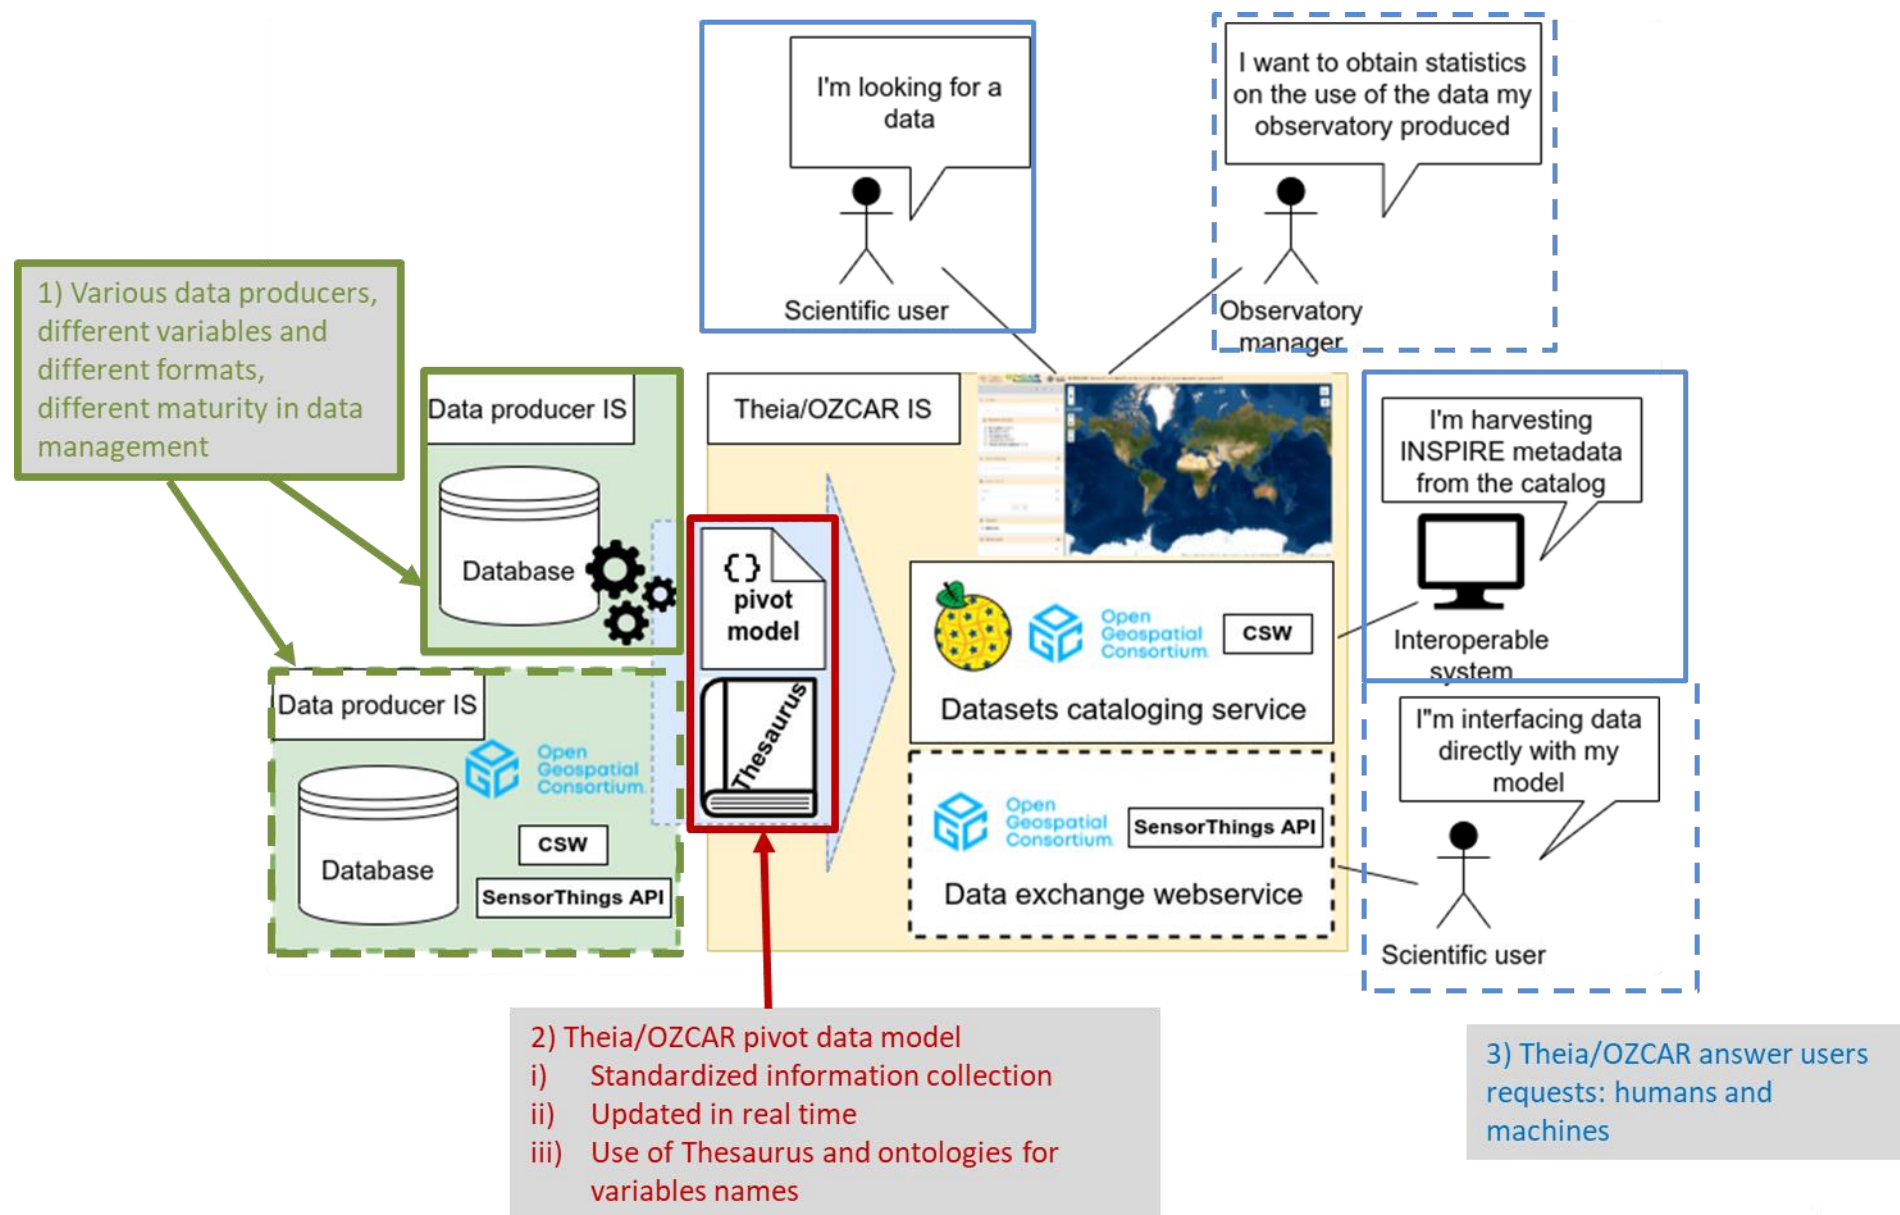 I'm looking for a
data
Scientific user
I want to obtain statistics
on the use of the data my
observatory produced
Observatory
manager
1) Various data producers,
different variables and
different formats,
different maturity in data
management
Data producer IS
Database
Data producer IS
Open
Geospatial
Consortium
Database
CSW
SensorThings API
{} pivot
model
Thesaurus
Theia/OZCAR IS
Open
Geospatial
Consortium
CSW
Datasets cataloging service
Open
Geospatial
Consortium
SensorThings API
Data exchange webservice
I'm harvesting
INSPIRE metadata
from the catalog
Interoperable
system
I"m interfacing data
directly with my
model
Scientific user
2) Theia/OZCAR pivot data model
i) Standardized information collection
ii) Updated in real time
iii) Use of Thesaurus and ontologies for
variables names
3) Theia/OZCAR answer users
requests: humans and
machines